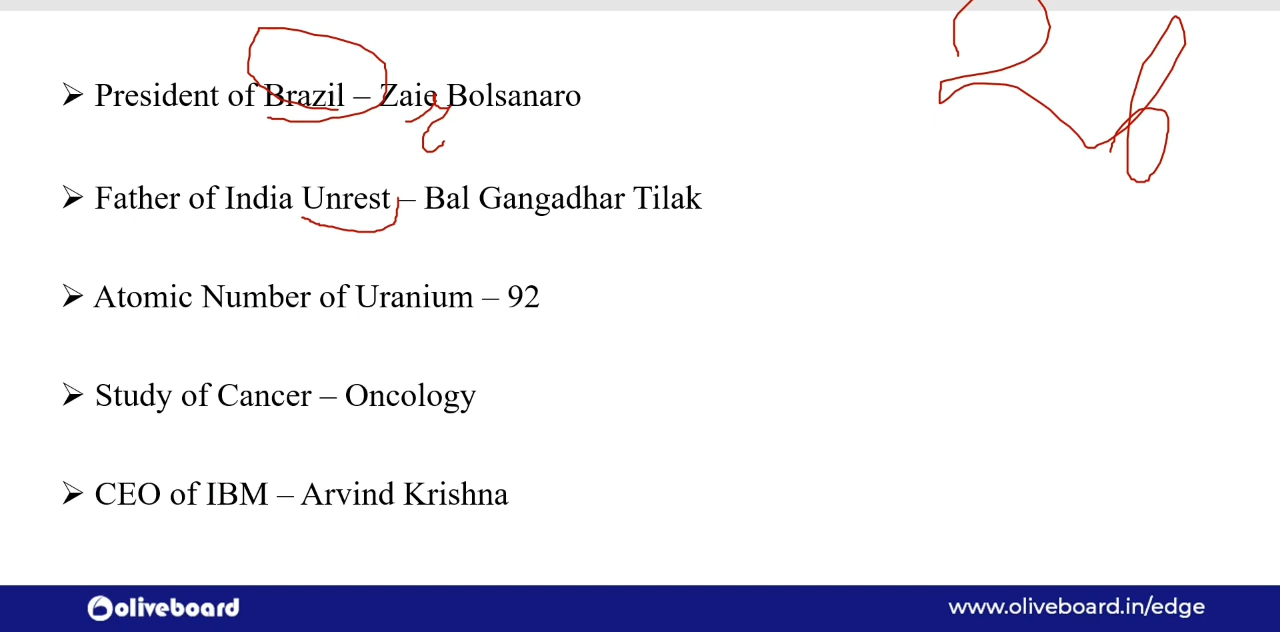 ➢ President of Brazil – Zaie Bolsanaro
➢ Father of India Unrest – Bal Gangadhar Tilak
➢ Atomic Number of Uranium – 92
➢ Study of Cancer – Oncology
➢ CEO of IBM – Arvind Krishna
oliveboard
www.oliveboard.in/edge